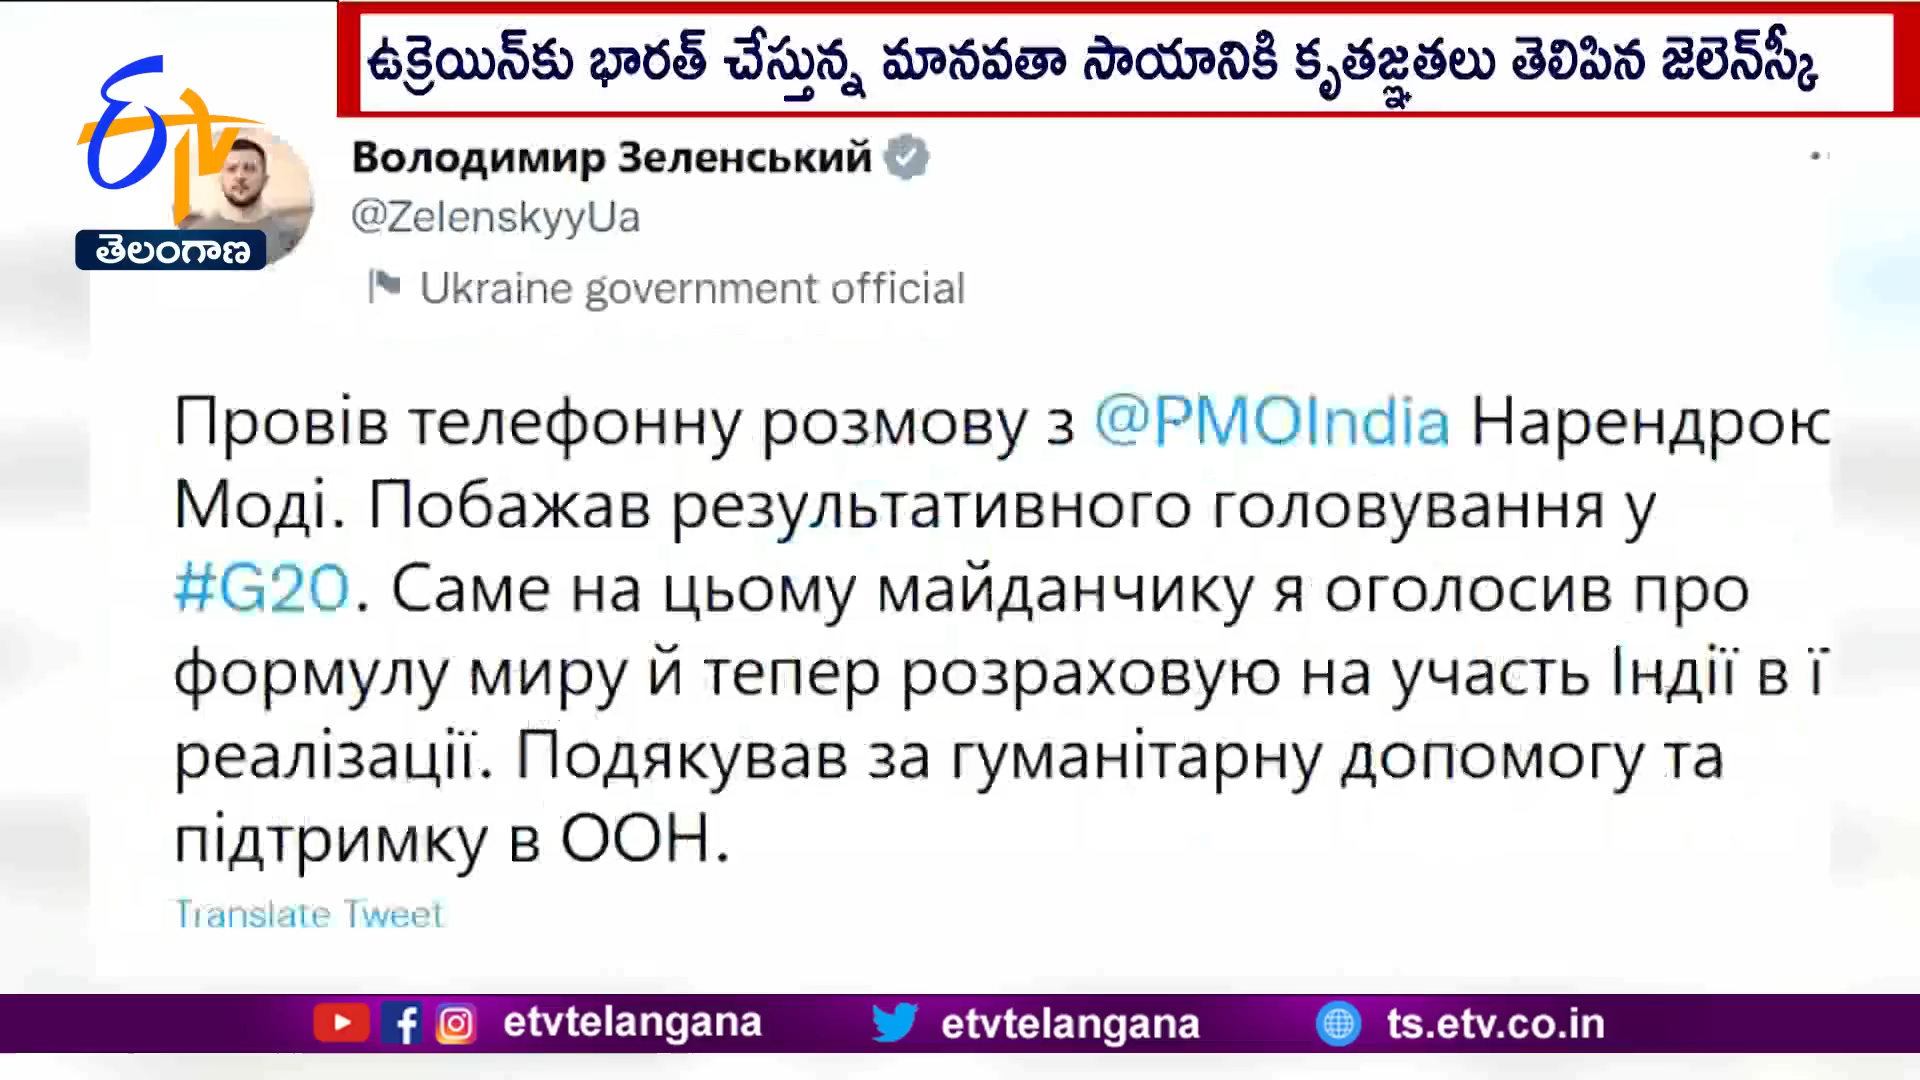 ఉక్రెయిన్‌కు భారత్ చేస్తున్న మానవతా సాయానికి కృతజ్ఞతలు తెలిపిన జెలెన్‌స్కీ
ETV
తెలంగాణ
Володимир Зеленський
@ZelenskyyUa
Ukraine government official
Провів телефонну розмову з @PMOIndia Нарендрою
Моді. Побажав результативного головування у
#G20. Саме на цьому майданчику я оголосив про
формулу миру й тепер розраховую на участь Індії в ї
реалізації. Подякував за гуманітарну допомогу та
підтримку в ООН.
Translate Tweet
etvtelangana
etvtelangana
ts.etv.co.in